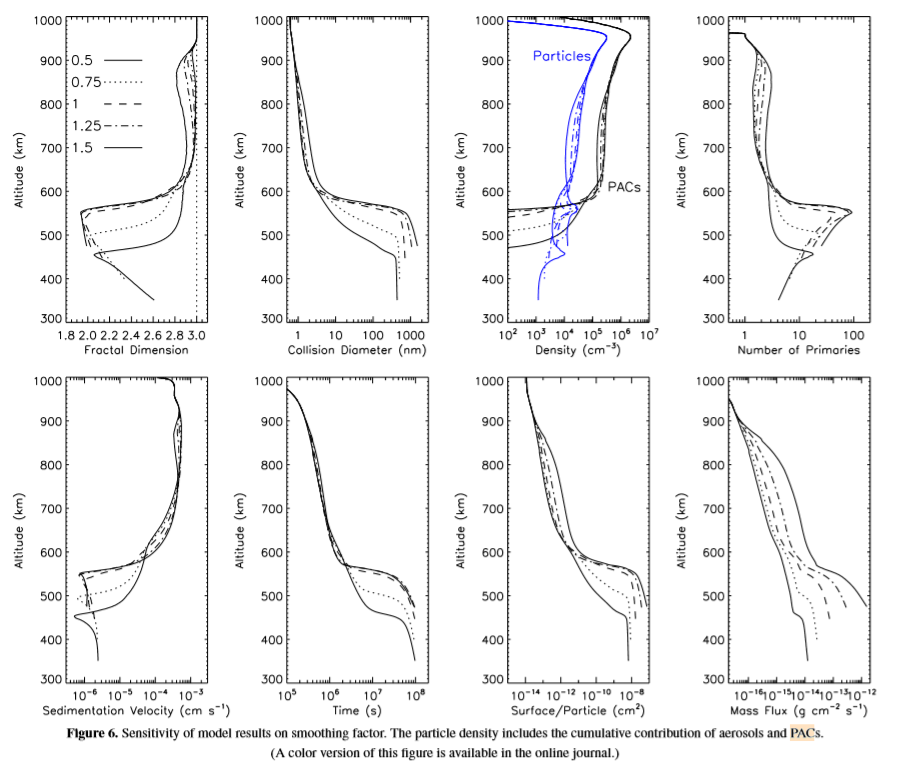 1000
900
800
700
600
500
400
300
Altitude (km)
0.5
0.75
1
1.25
1.5
1.8 2.0 2.2 2.4 2.6 2.8 3.0
Fractal Dimension
1000
900
800
700
600
500
400
300
Altitude (km)
1 10 100 1000
Collision Diameter (nm)
1000
900
800
700
600
500
400
300
Altitude (km)
Particles
PACs
10² 10³ 10⁴ 10⁵ 10⁶ 10⁷
Density (cm⁻³)
1000
900
800
700
600
500
400
300
Altitude (km)
1 10 100
Number of Primaries
1000
900
800
700
600
500
400
300
Altitude (km)
10⁻⁶ 10⁻⁵ 10⁻⁴ 10⁻³
Sedimentation Velocity (cm s⁻¹)
1000
900
800
700
600
500
400
300
Altitude (km)
10⁵ 10⁶ 10⁷ 10⁸
Time (s)
1000
900
800
700
600
500
400
300
Altitude (km)
10⁻¹⁴ 10⁻¹² 10⁻¹⁰ 10⁻⁸
Surface/Particle (cm²)
1000
900
800
700
600
500
400
300
Altitude (km)
10⁻¹⁶ 10⁻¹⁵ 10⁻¹⁴ 10⁻¹³ 10⁻¹²
Mass Flux (g cm⁻² s⁻¹)
Figure 6. Sensitivity of model results on smoothing factor. The particle density includes the cumulative contribution of aerosols and PACs.
(A color version of this figure is available in the online journal.)